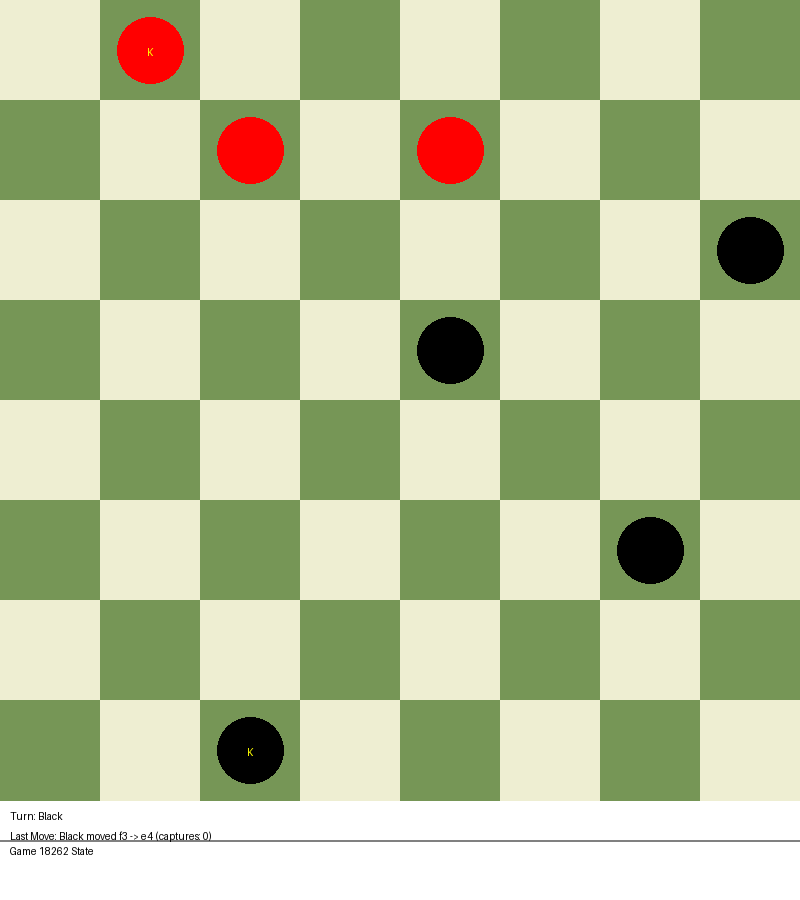 K
K
Turn: Black
Last Move: Black moved f3 -> e4 (captures: 0)
Game 18262 State